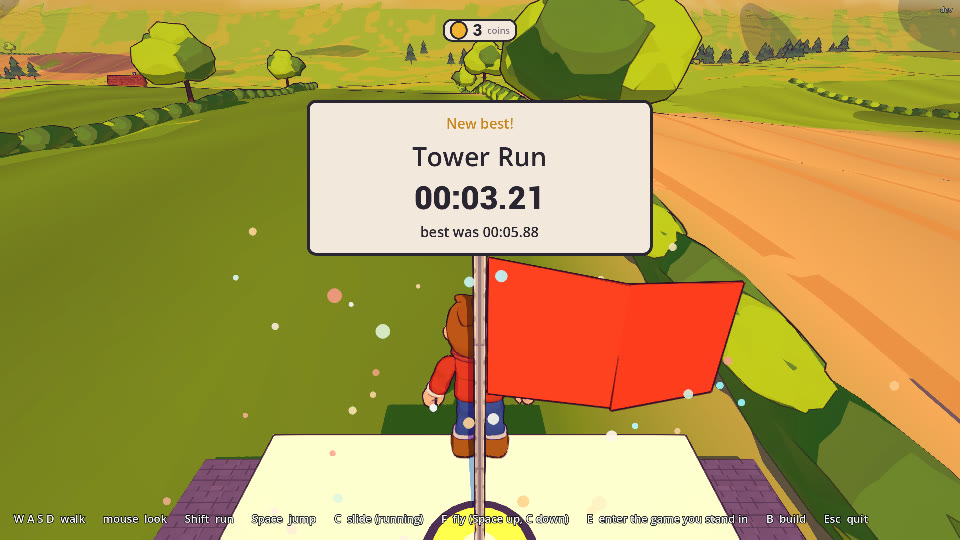 dev
3 coins
New best!
Tower Run
00:03.21
best was 00:05.88
W A S D walk mouse look Shift run Space jump C slide (running) F fly (Space up, C down) E enter the game you stand in B build Esc quit